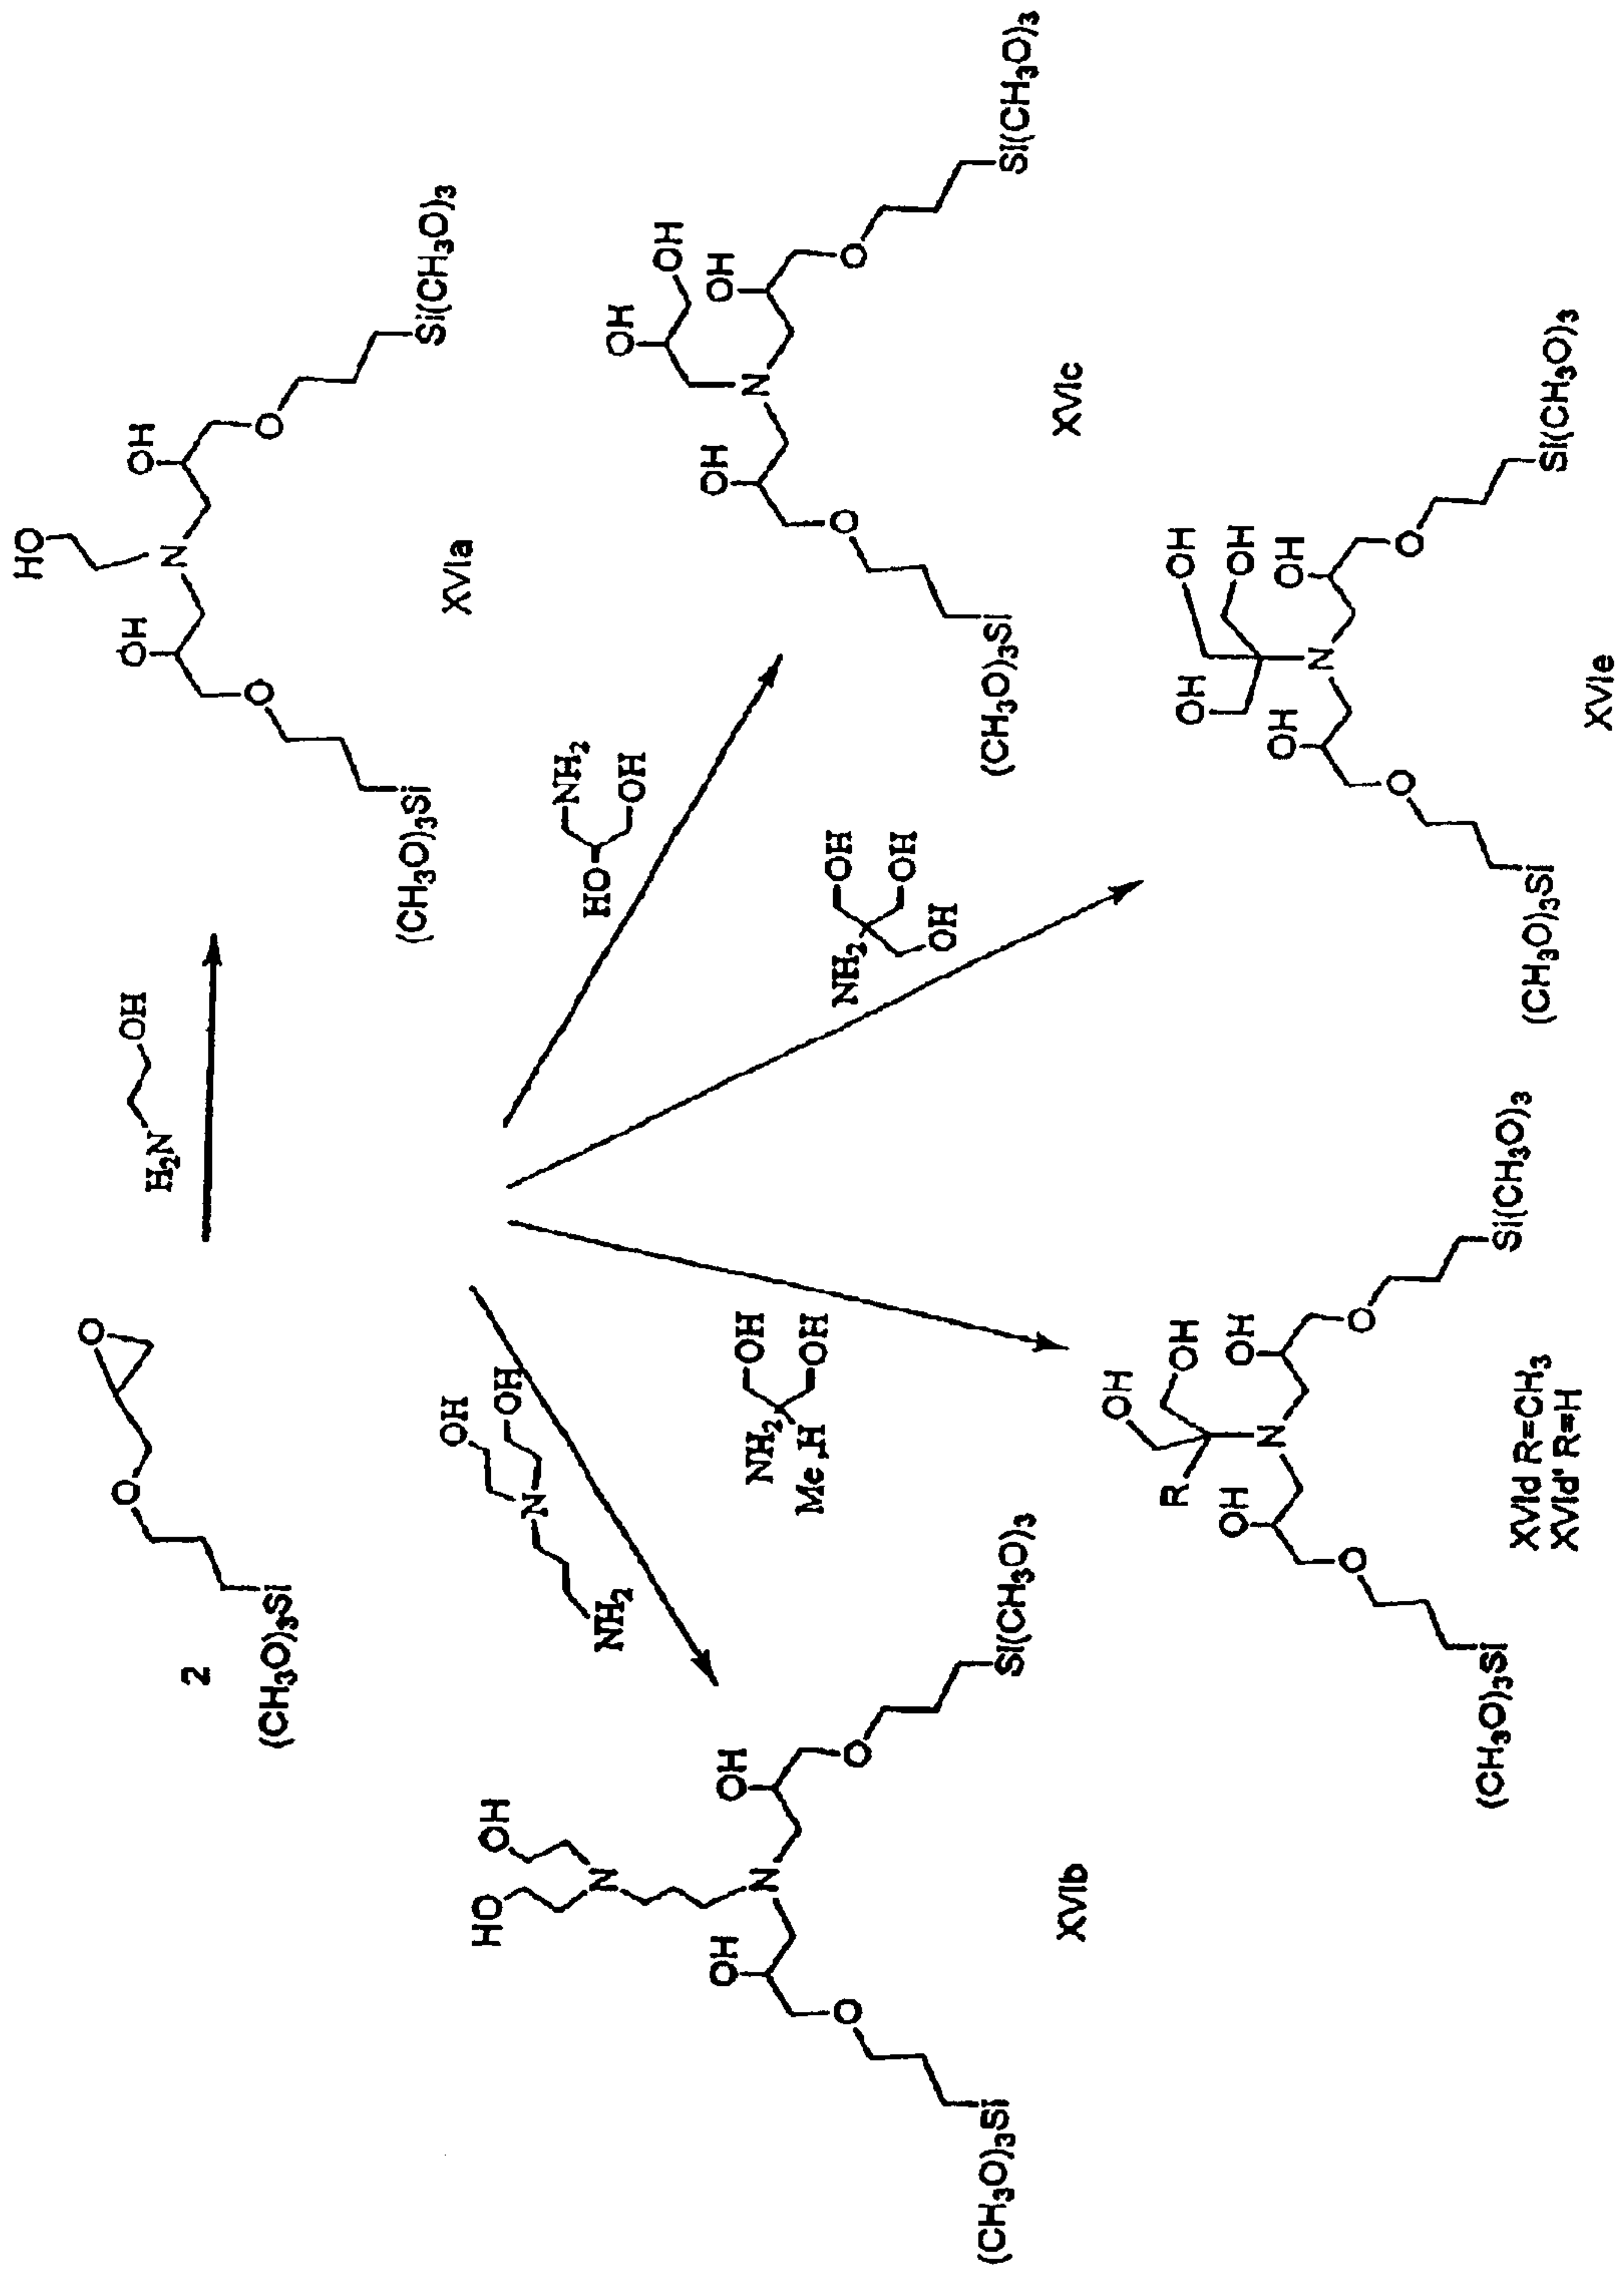 2
O
O
(CH3O)3Si
H2N OH
HO
OH N OH
O O
(CH3O)3Si Si(CH3O)3
XVIa
HO NH2
OH
OH OH
OH N OH
O O
(CH3O)3Si Si(CH3O)3
XVIc
NH2 OH
OH
OH
OH OH
OH
OH N OH
O O
(CH3O)3Si Si(CH3O)3
XVIe
NH2 OH
Me ,H OH
OH
R OH
OH N OH
O O
(CH3O)3Si Si(CH3O)3
XVId R=CH3
XVId' R=H
OH
N OH
NH2
HO OH
N
OH N OH
O O
(CH3O)3Si Si(CH3O)3
XVIb